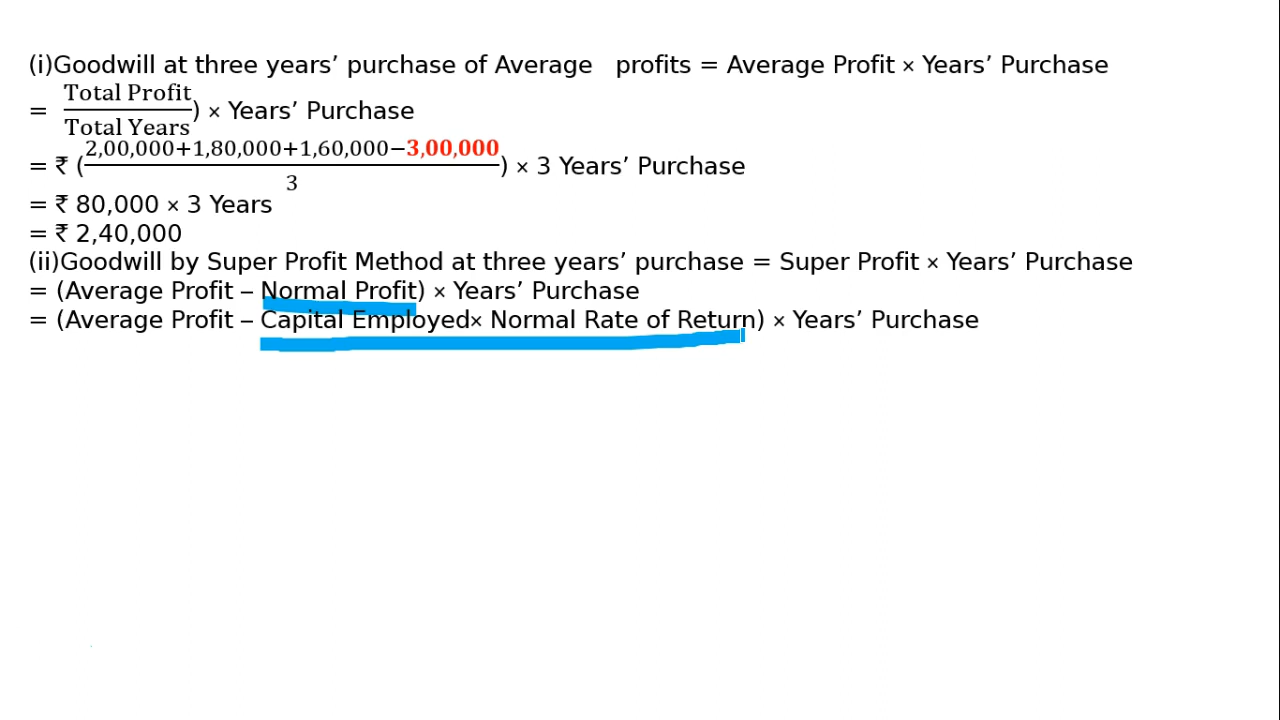 (i)Goodwill at three years’ purchase of Average profits = Average Profit × Years’ Purchase
= Total Profit/Total Years) × Years’ Purchase
= ₹ (2,00,000+1,80,000+1,60,000−3,00,000/3) × 3 Years’ Purchase
= ₹ 80,000 × 3 Years
= ₹ 2,40,000
(ii)Goodwill by Super Profit Method at three years’ purchase = Super Profit × Years’ Purchase
= (Average Profit – Normal Profit) × Years’ Purchase
= (Average Profit – Capital Employed× Normal Rate of Return) × Years’ Purchase